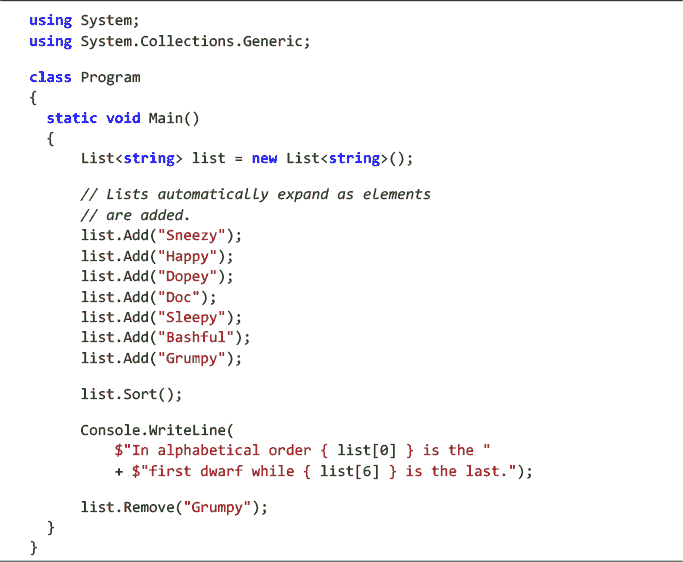 using System;
using System.Collections.Generic;
class Program
{
static void Main()
{
List<string> list = new List<string>();
// Lists automatically expand as elements
// are added.
list.Add("Sneezy");
list.Add("Happy");
list.Add("Dopey");
list.Add("Doc");
list.Add("Sleepy");
list.Add("Bashful");
list.Add("Grumpy");
list.Sort();
Console.WriteLine(
$"In alphabetical order { list[0] } is the "
+ $"first dwarf while { list[6] } is the last.");
list.Remove("Grumpy");
}
}